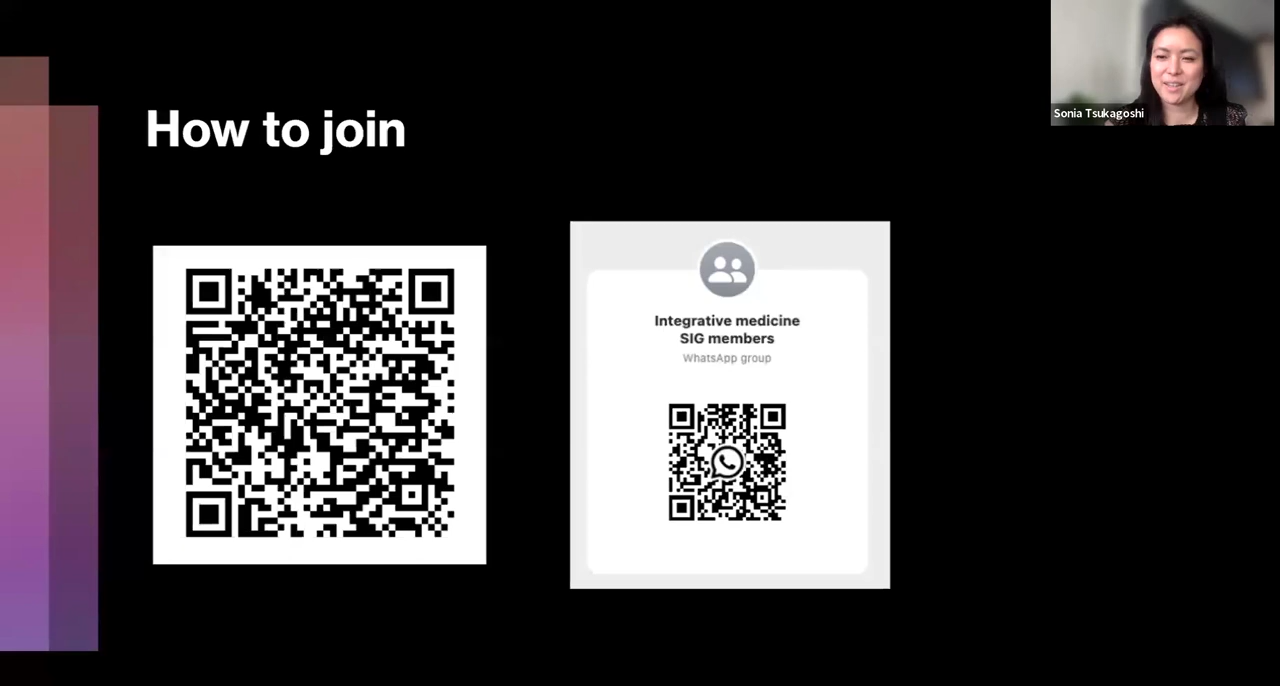 Sonia Tsukagoshi
How to join
Integrative medicine
SIG members
WhatsApp group